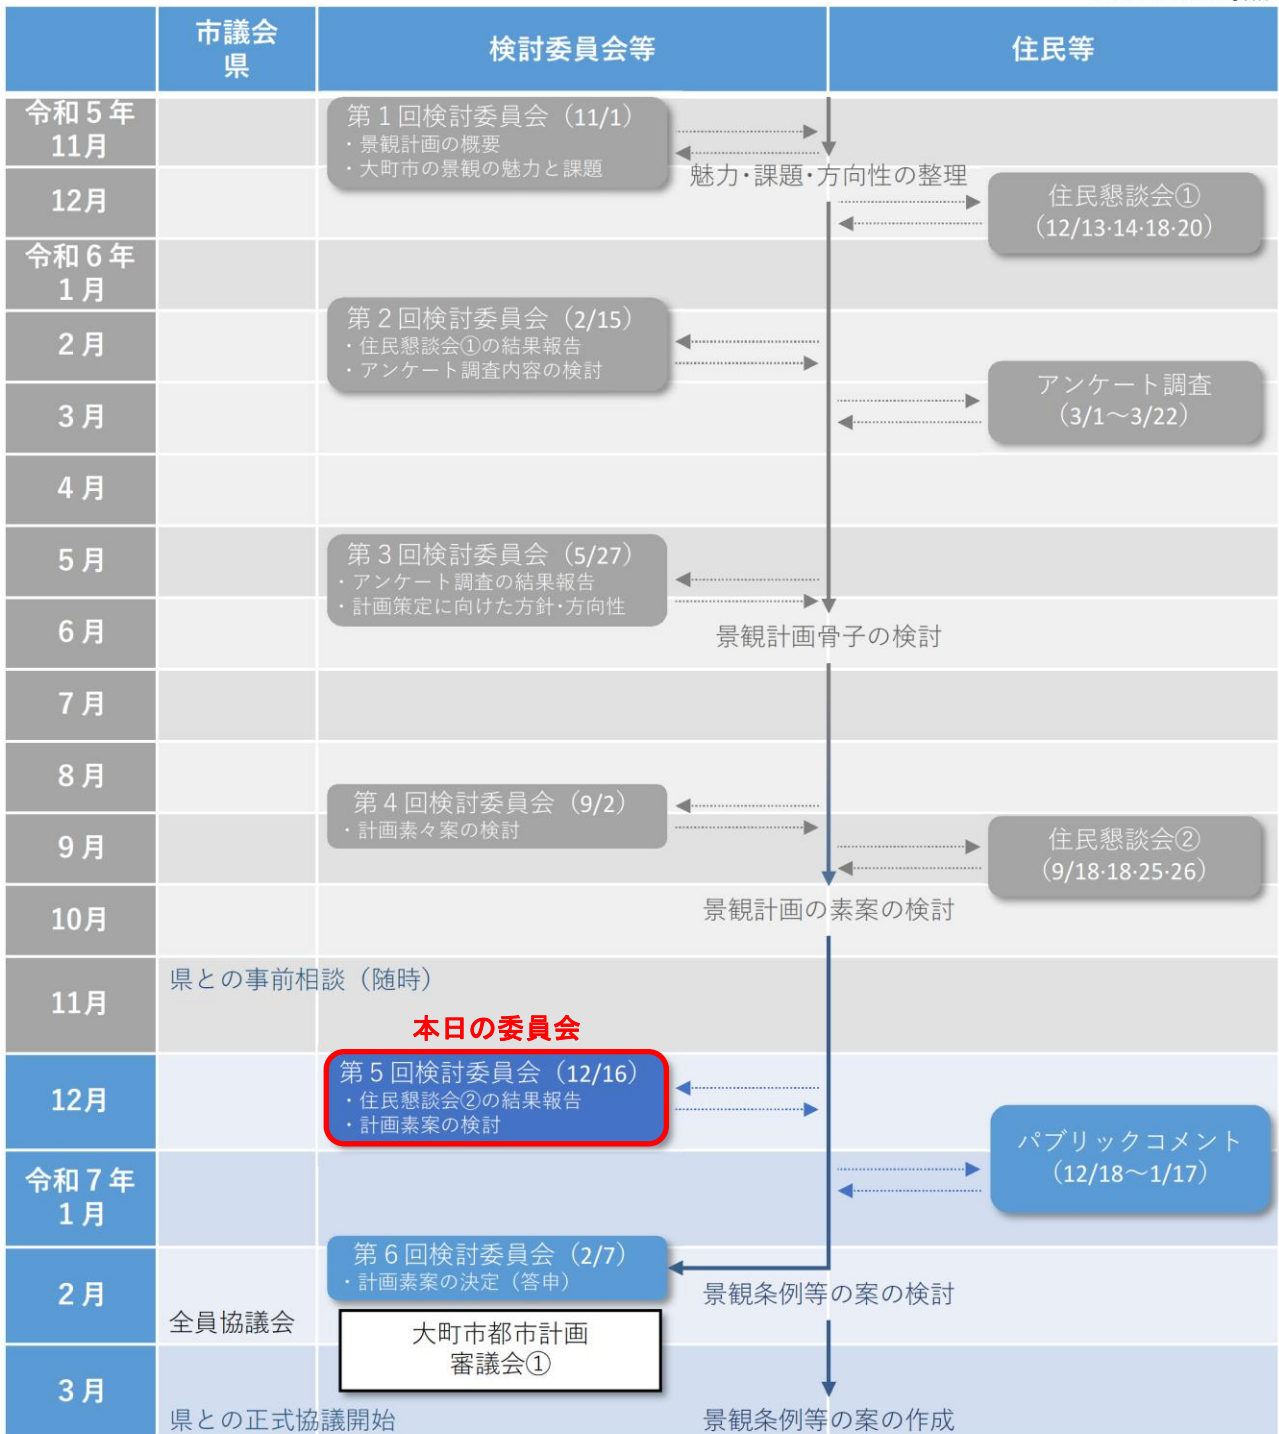 市議会
県
検討委員会等
住民等
令和5年
11月
第1回検討委員会（11/1）
・景観計画の概要
・大町市の景観の魅力と課題
魅力・課題・方向性の整理
12月
住民懇談会①
（12/13・14・18・20）
令和6年
1月
2月
第2回検討委員会（2/15）
・住民懇談会①の結果報告
・アンケート調査内容の検討
3月
アンケート調査
（3/1～3/22）
4月
5月
第3回検討委員会（5/27）
・アンケート調査の結果報告
・計画策定に向けた方針・方向性
6月
景観計画骨子の検討
7月
8月
第4回検討委員会（9/2）
・計画素々案の検討
9月
住民懇談会②
（9/18・18・25・26）
10月
景観計画の素案の検討
11月
県との事前相談（随時）
本日の委員会
12月
第5回検討委員会（12/16）
・住民懇談会②の結果報告
・計画素案の検討
パブリックコメント
（12/18～1/17）
令和7年
1月
2月
第6回検討委員会（2/7）
・計画素案の決定（答申）
景観条例等の案の検討
全員協議会
大町市都市計画
審議会①
3月
県との正式協議開始
景観条例等の案の作成